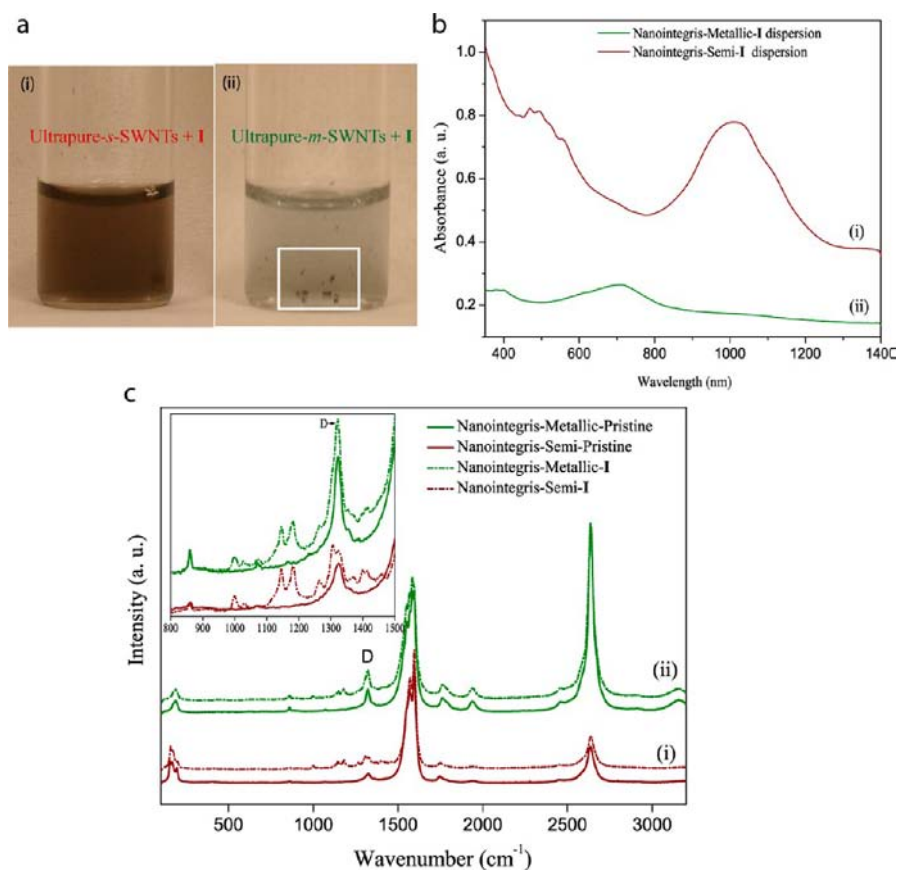 a
(i)
Ultrapure-s-SWNTs + I
(ii)
Ultrapure-m-SWNTs + I
b
Nanointegris-Metallic-I dispersion
Nanointegris-Semi-I dispersion
1.0
0.8
0.6
0.4
0.2
Absorbance (a. u.)
(i)
(ii)
400 600 800 1000 1200 1400
Wavelength (nm)
c
D
800 900 1000 1100 1200 1300 1400 1500
Nanointegris-Metallic-Pristine
Nanointegris-Semi-Pristine
Nanointegris-Metallic-I
Nanointegris-Semi-I
Intensity (a. u.)
D
(ii)
(i)
500 1000 1500 2000 2500 3000
Wavenumber (cm⁻¹)